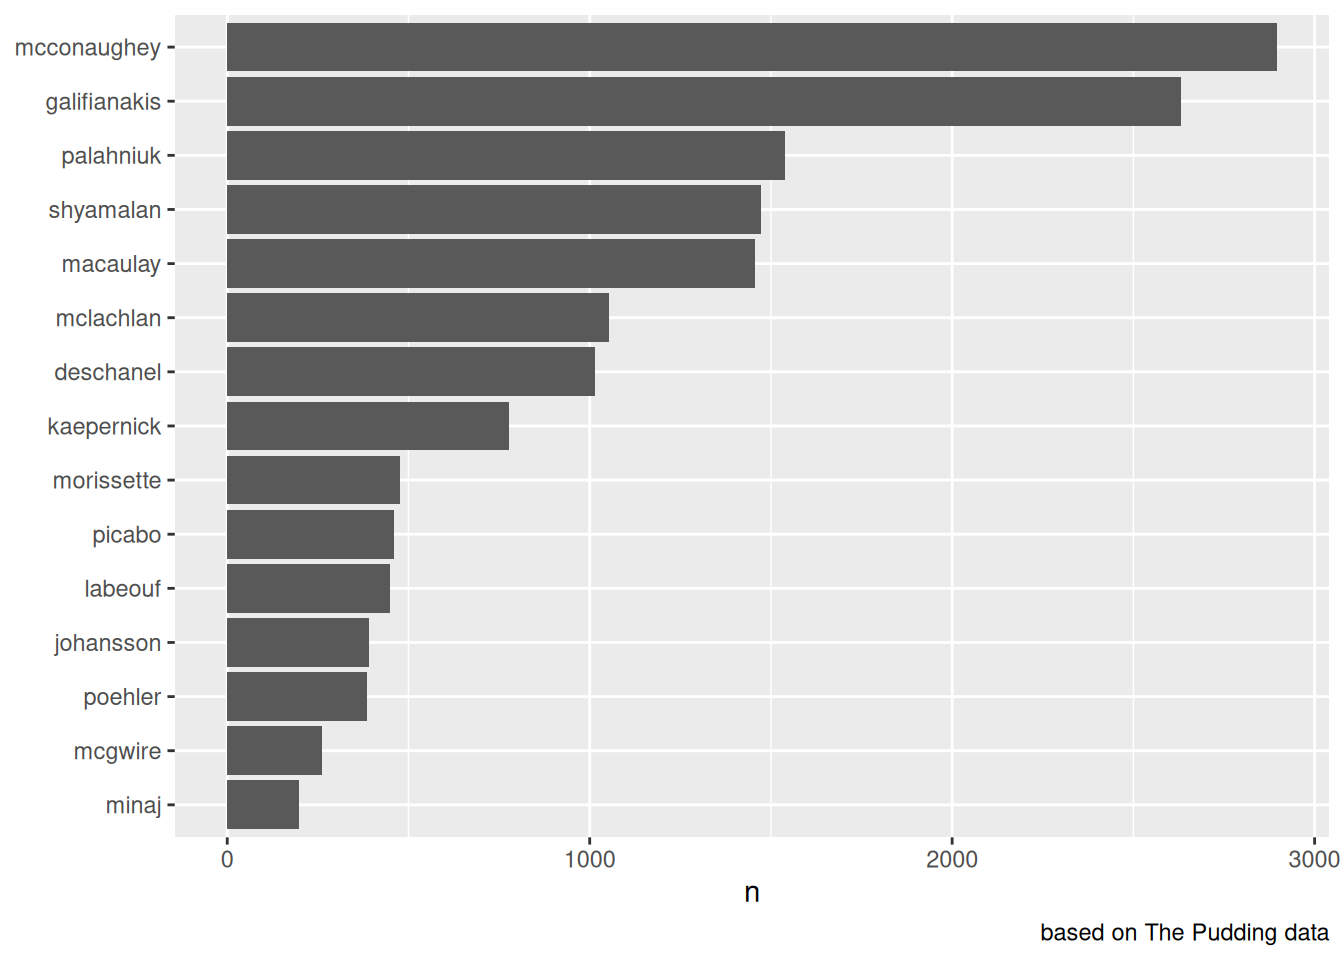 mcconaughey
galifianakis
palahniuk
shyamalan
macaulay
mclachlan
deschanel
kaepernick
morissette
picabo
labeouf
johansson
poehler
mcgwire
minaj
0 1000 2000 3000
n
based on The Pudding data